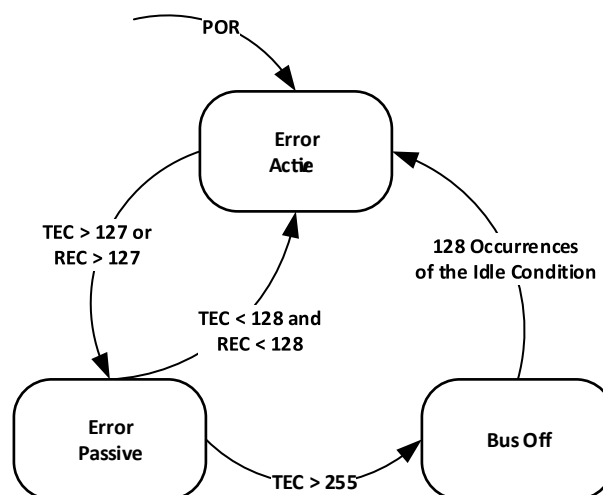 POR
Error
Active
TEC > 127 or
REC > 127
128 Occurrences
of the Idle Condition
TEC < 128 and
REC < 128
Error
Passive
Bus Off
TEC > 255